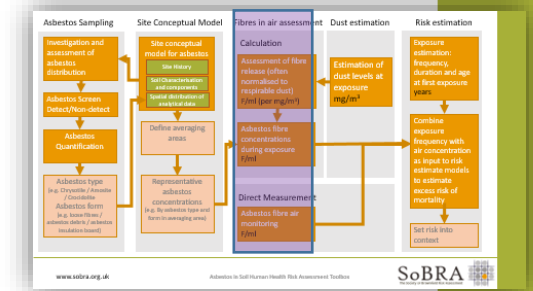 Asbestos Sampling
Investigation and
assessment of
asbestos
distribution
Asbestos Screen
Detect/Non-detect
Asbestos
Quantification
Asbestos type
(e.g. Chrysotile / Amosite
/ Crocidolite)
Asbestos form
(e.g. loose fibres /
asbestos debris / asbestos
insulation board)
Site Conceptual Model
Site conceptual
model for asbestos
Site History
Soil Characterisation
and components
Spatial distribution of
analytical data
Define averaging
areas
Representative
asbestos
concentrations
(e.g. By asbestos type and
form in averaging area)
Fibres in air assessment
Calculation
Assessment of fibre
release (often
normalised to
respirable dust)
F/ml (per mg/m³)
Asbestos fibre
concentrations
during exposure
F/ml
Direct Measurement
Asbestos fibre air
monitoring
F/ml
Dust estimation
Estimation of
dust levels at
exposure
mg/m³
Risk estimation
Exposure
estimation:
frequency,
duration and age
at first exposure
years
Combine
exposure
frequency with
air concentration
as input to risk
estimate models
to estimate
excess risk of
mortality
Set risk into
context
www.sobra.org.uk
Asbestos in Soil Human Health Risk Assessment Toolbox
SoBRA
The Society of Brownfield Risk Assessment